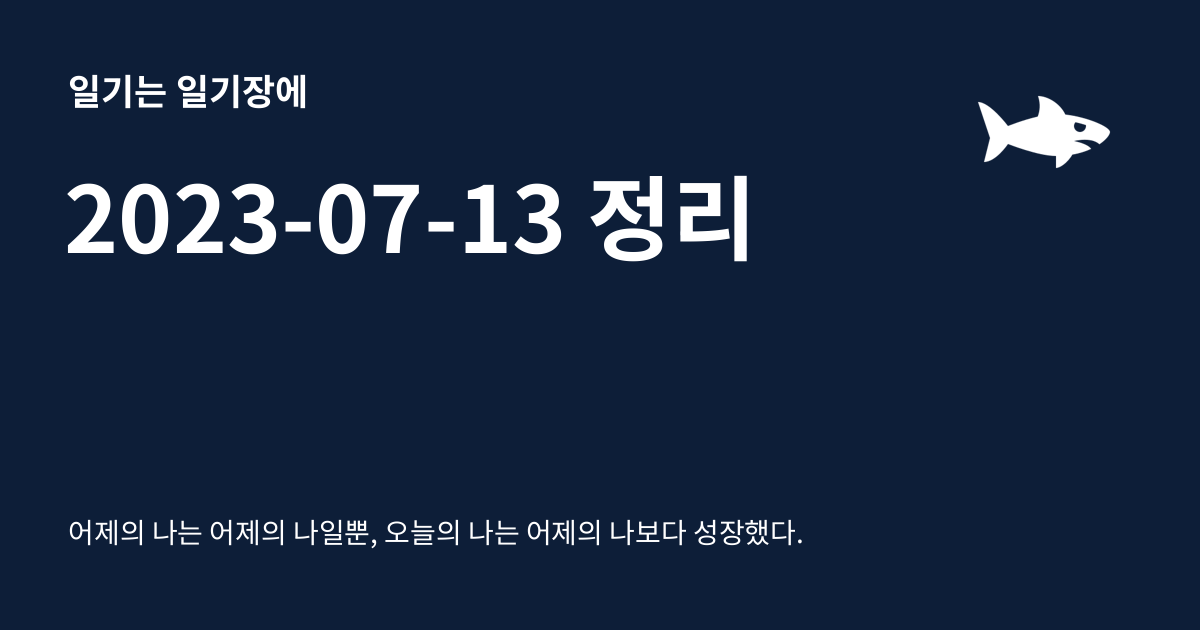 일기는 일기장에
2023-07-13 정리
어제의 나는 어제의 나일뿐, 오늘의 나는 어제의 나보다 성장했다.